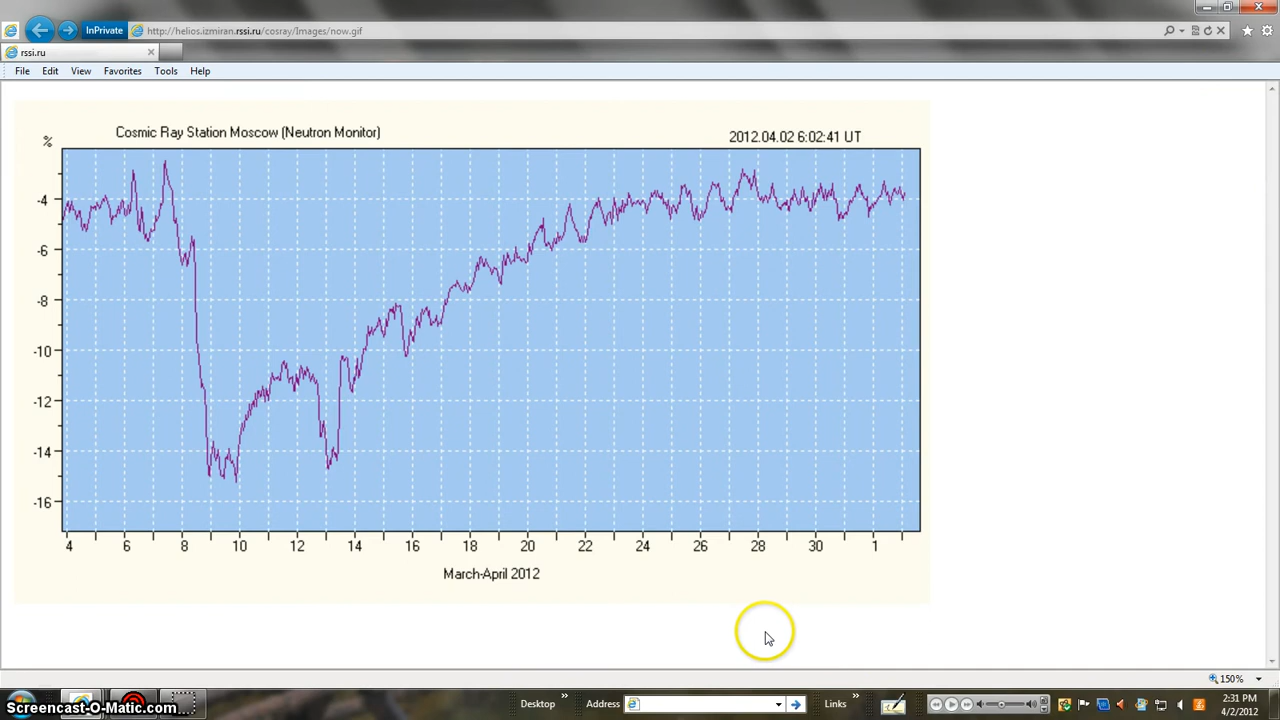 InPrivate
http://helios.izmiran.rssi.ru/cosray/Images/now.gif
rssi.ru
File Edit View Favorites Tools Help
Cosmic Ray Station Moscow (Neutron Monitor)
2012.04.02 6:02:41 UT
%
-4
-6
-8
-10
-12
-14
-16
4 6 8 10 12 14 16 18 20 22 24 26 28 30 1
March-April 2012
150%
Desktop » Address Links »
2:31 PM
4/2/2012
Screencast-O-Matic.com